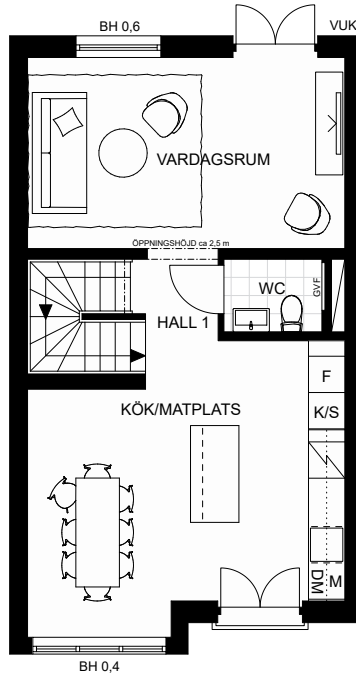 BH 0,6
VUK
VARDAGSRUM
ÖPPNINGSHÖJD ca 2,5 m
WC
GVF
HALL 1
F
KÖK/MATPLATS
K/S
DM
M
BH 0,4